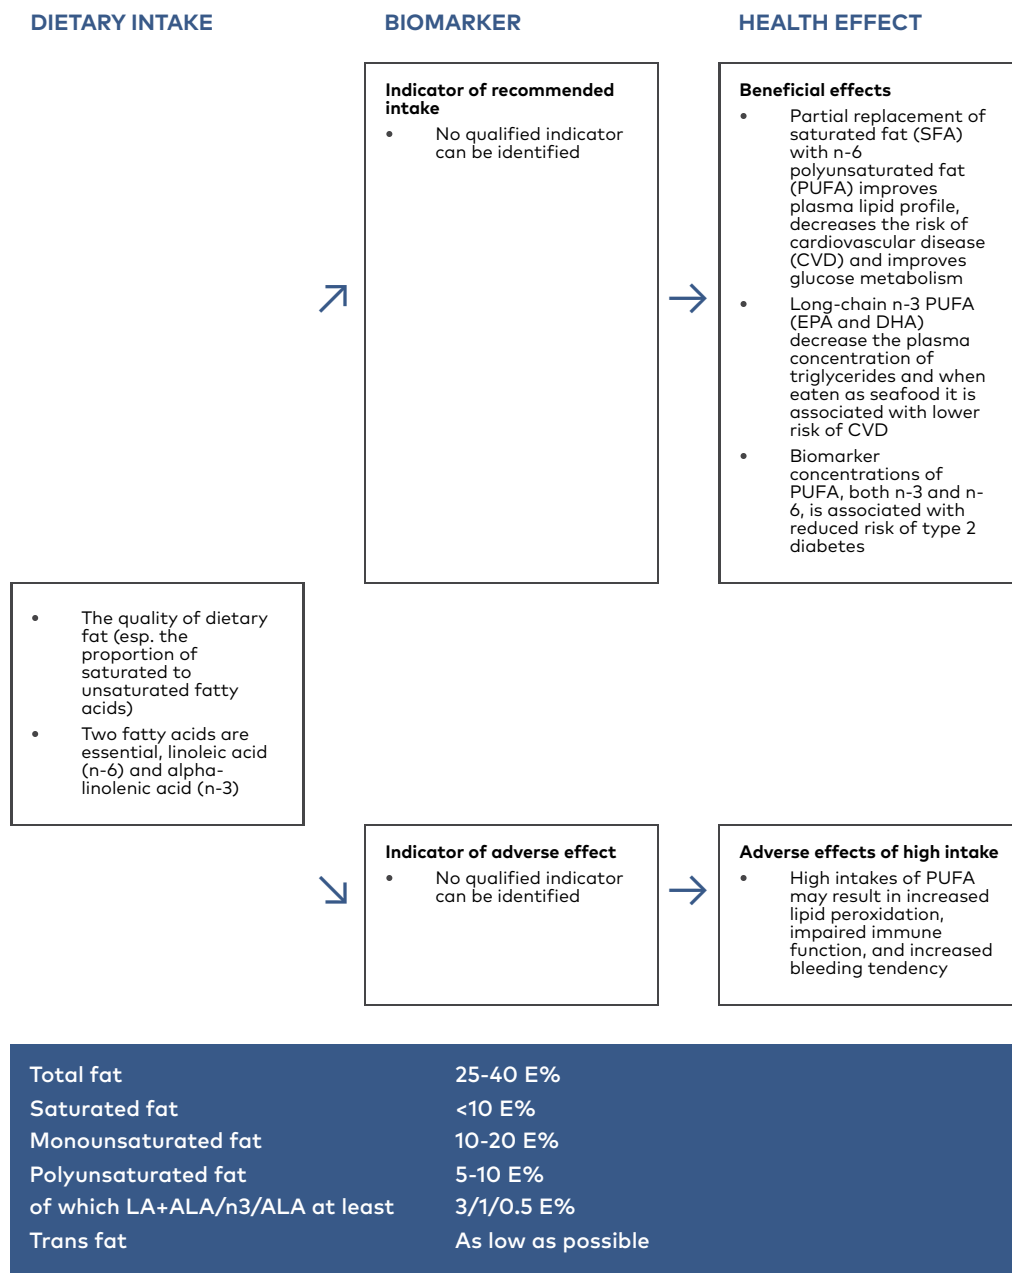 DIETARY INTAKE
BIOMARKER
HEALTH EFFECT
Indicator of recommended
intake
• No qualified indicator
can be identified
Beneficial effects
• Partial replacement of
saturated fat (SFA)
with n-6
polyunsaturated fat
(PUFA) improves
plasma lipid profile,
decreases the risk of
cardiovascular disease
(CVD) and improves
glucose metabolism
• Long-chain n-3 PUFA
(EPA and DHA)
decrease the plasma
concentration of
triglycerides and when
eaten as seafood it is
associated with lower
risk of CVD
• Biomarker
concentrations of
PUFA, both n-3 and n-
6, is associated with
reduced risk of type 2
diabetes
• The quality of dietary
fat (esp. the
proportion of
saturated to
unsaturated fatty
acids)
• Two fatty acids are
essential, linoleic acid
(n-6) and alpha-
linolenic acid (n-3)
Indicator of adverse effect
• No qualified indicator
can be identified
Adverse effects of high intake
• High intakes of PUFA
may result in increased
lipid peroxidation,
impaired immune
function, and increased
bleeding tendency
Total fat 25-40 E%
Saturated fat <10 E%
Monounsaturated fat 10-20 E%
Polyunsaturated fat 5-10 E%
of which LA+ALA/n3/ALA at least 3/1/0.5 E%
Trans fat As low as possible